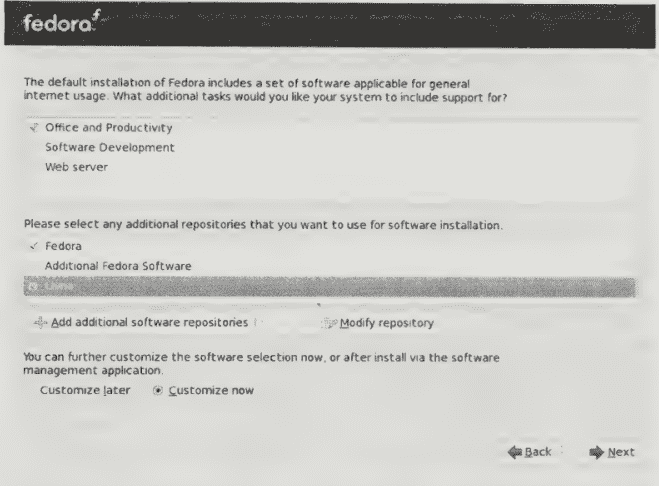 fedora
The default installation of Fedora includes a set of software applicable for general
internet usage. What additional tasks would you like your system to include support for?
Office and Productivity
Software Development
Web server
Please select any additional repositories that you want to use for software installation.
Fedora
Additional Fedora Software
Add additional software repositories
Modify repository
You can further customize the software selection now, or after install via the software
management application.
Customize later Customize now
Back Next